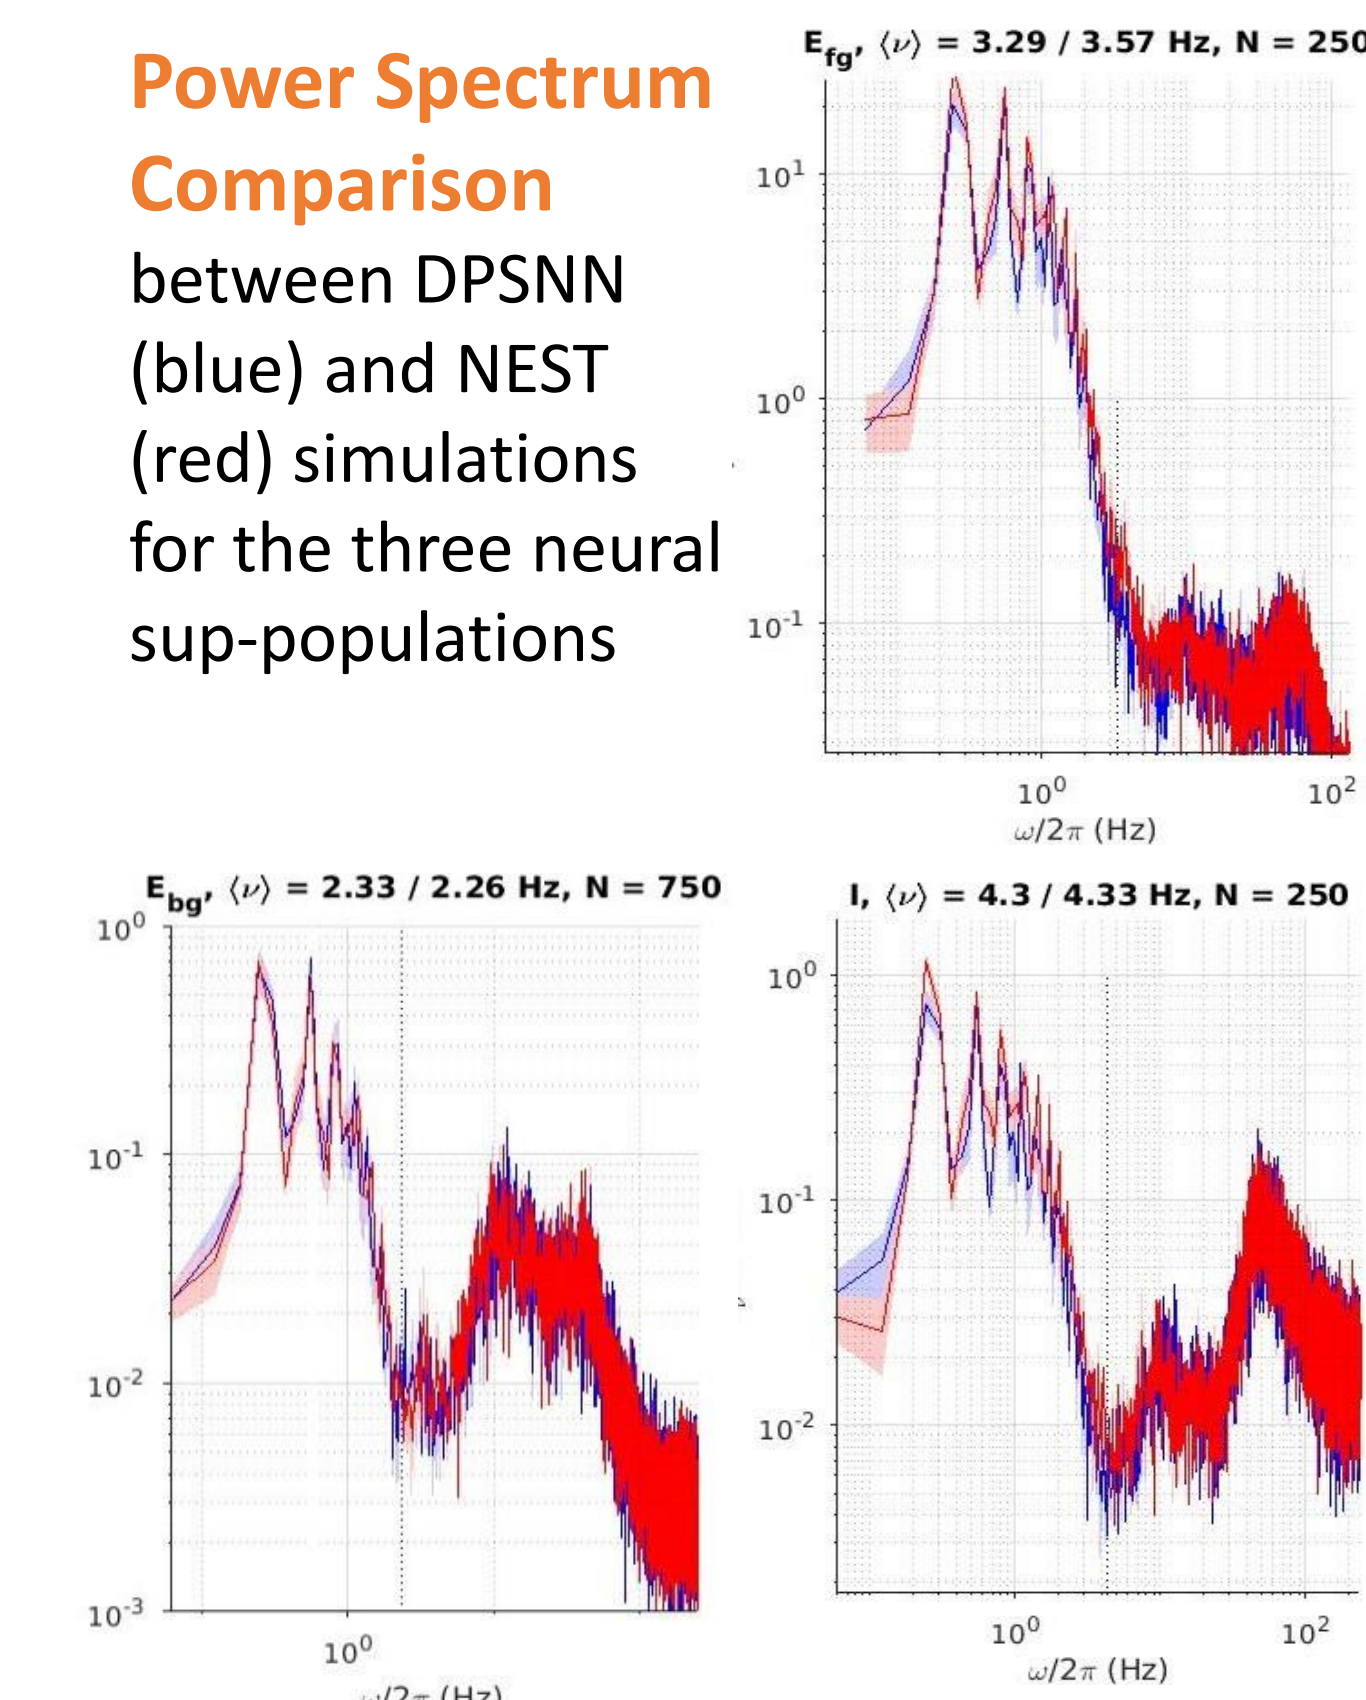 Power Spectrum
Comparison
between DPSNN
(blue) and NEST
(red) simulations
for the three neural
sup-populations
E_fg, ⟨ν⟩ = 3.29 / 3.57 Hz, N = 250
10^1
10^0
10^-1
10^0 10^2
ω/2π (Hz)
E_bg, ⟨ν⟩ = 2.33 / 2.26 Hz, N = 750
10^0
10^-1
10^-2
10^-3
10^0
ω/2π (Hz)
I, ⟨ν⟩ = 4.3 / 4.33 Hz, N = 250
10^0
10^-1
10^-2
10^0 10^2
ω/2π (Hz)